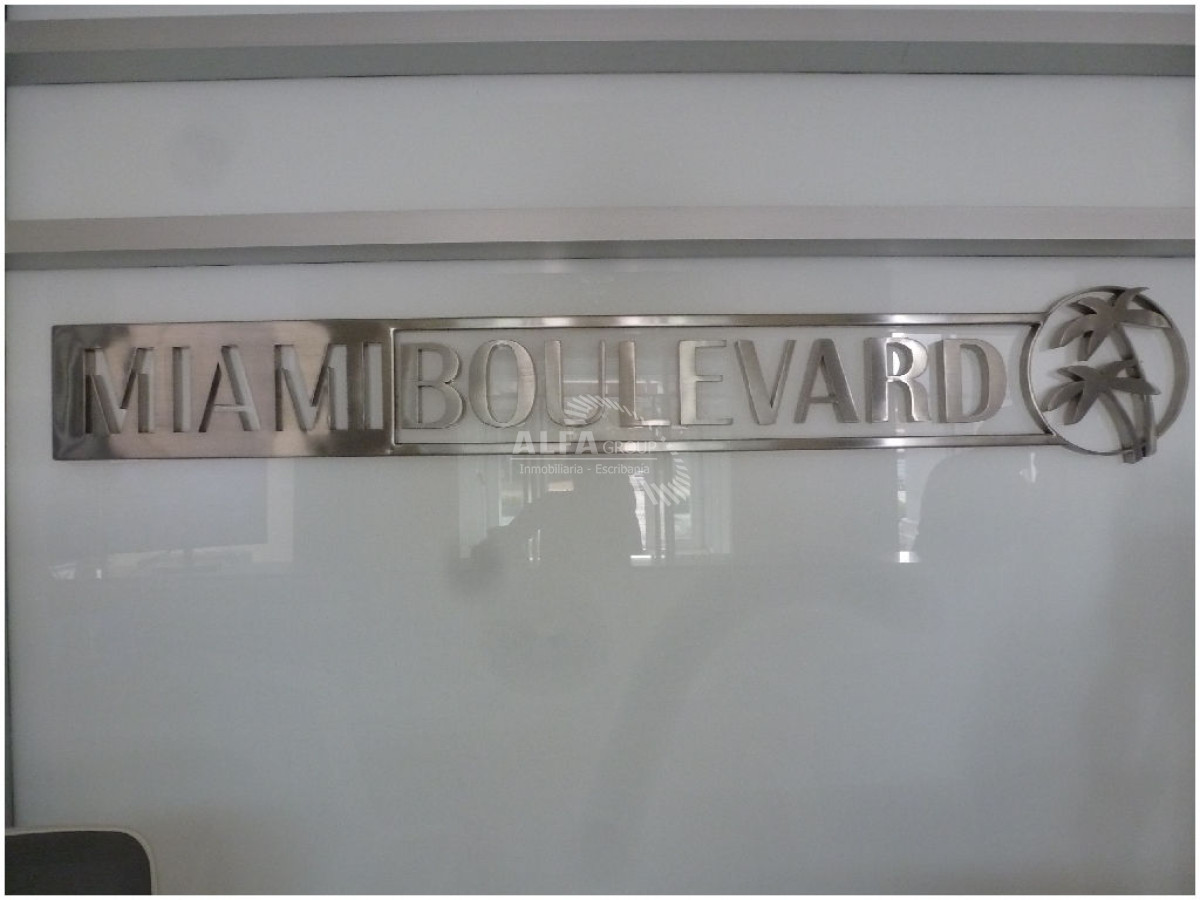 MIAMI BOULEVARD
ALFA GROUP
Inmobiliaria - Escribanía